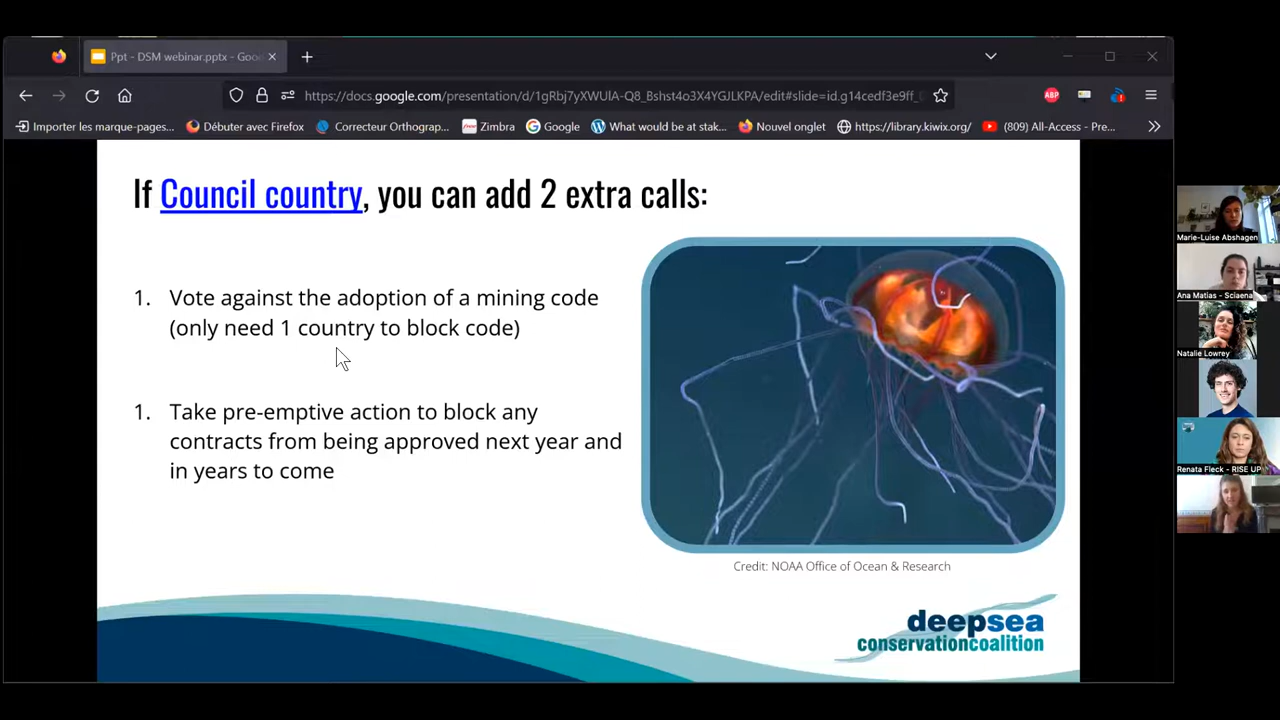 Ppt - DSM webinar.pptx - Goo
https://docs.google.com/presentation/d/1gRbj7yXWUlA-Q8_Bshst4o3X4YGJLKPA/edit#slide=id.g14cedf3e9ff_
ABP
Importer les marque-pages...
Débuter avec Firefox
Correcteur Orthograp...
Zimbra
Google
What would be at stak...
Nouvel onglet
https://library.kiwix.org/
(809) All-Access - Pre...
If Council country, you can add 2 extra calls:
1. Vote against the adoption of a mining code
(only need 1 country to block code)
1. Take pre-emptive action to block any
contracts from being approved next year and
in years to come
Credit: NOAA Office of Ocean & Research
deepsea
conservationcoalition
Marie-Luise Abshagen
Ana Matias - Sciaena
Natalie Lowrey
Renata Fleck - RISE UP